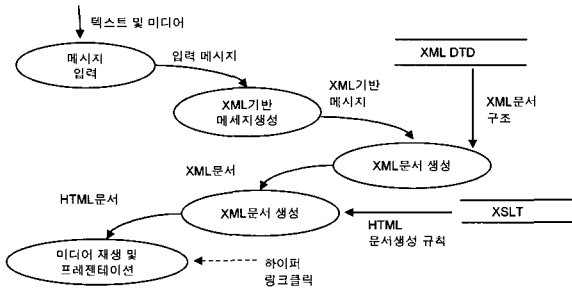 텍스트 및 미디어
메시지
입력
입력 메시지
XML DTD
XML기반
메세지생성
XML기반
메시지
XML문서
구조
XML문서 생성
XML문서
HTML문서
XML문서 생성
XSLT
HTML
문서생성 규칙
미디어 재생 및
프레젠테이션
하이퍼
링크클릭